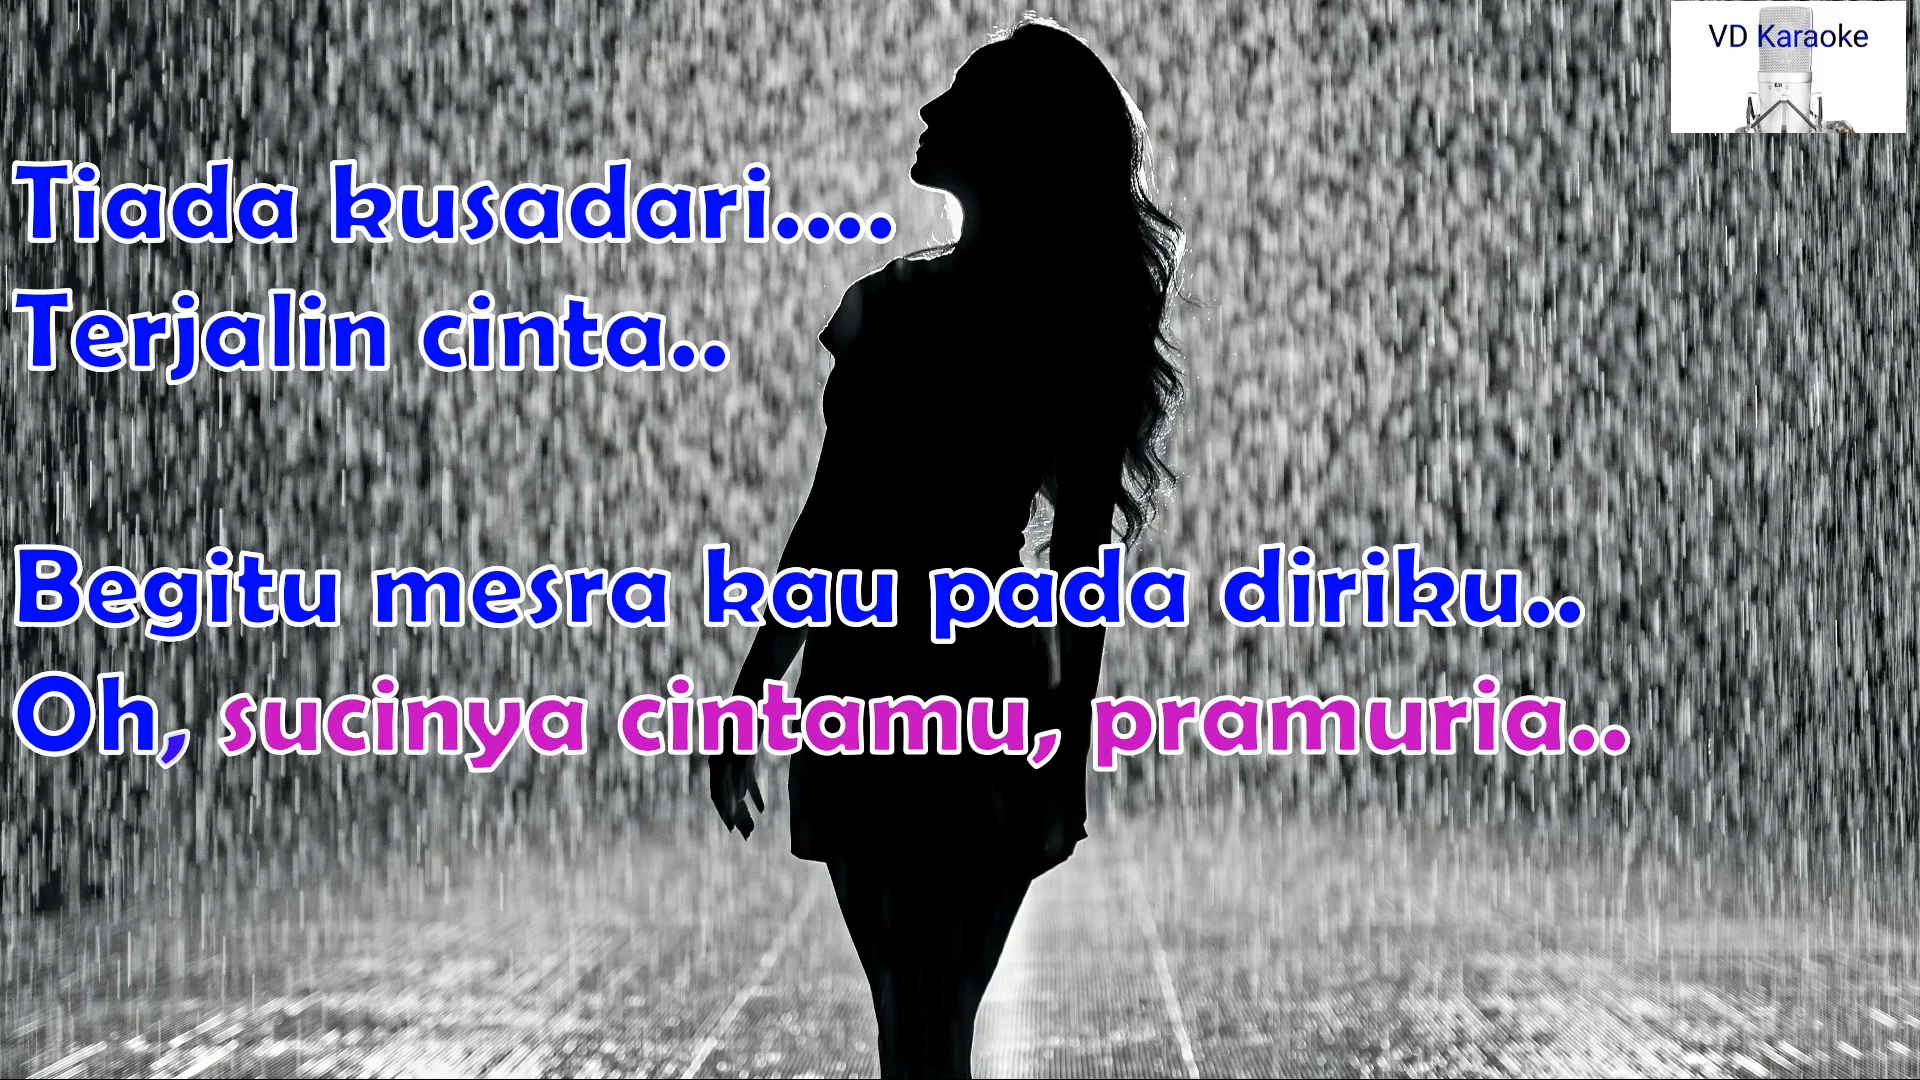 VD Karaoke
Tiada kusadari....
Terjalin cinta..
Begitu mesra kau pada diriku..
Oh, sucinya cintamu, pramuria..